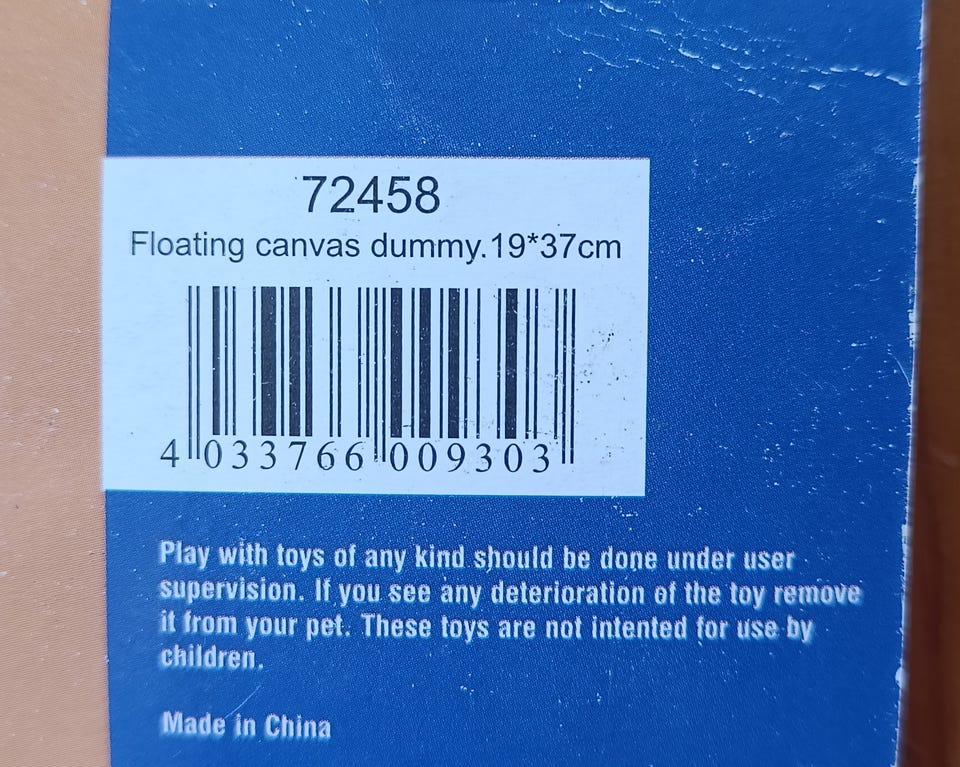 72458
Floating canvas dummy.19*37cm
4 033766 009303
Play with toys of any kind should be done under user
supervision. If you see any deterioration of the toy remove
it from your pet. These toys are not intented for use by
children.
Made in China